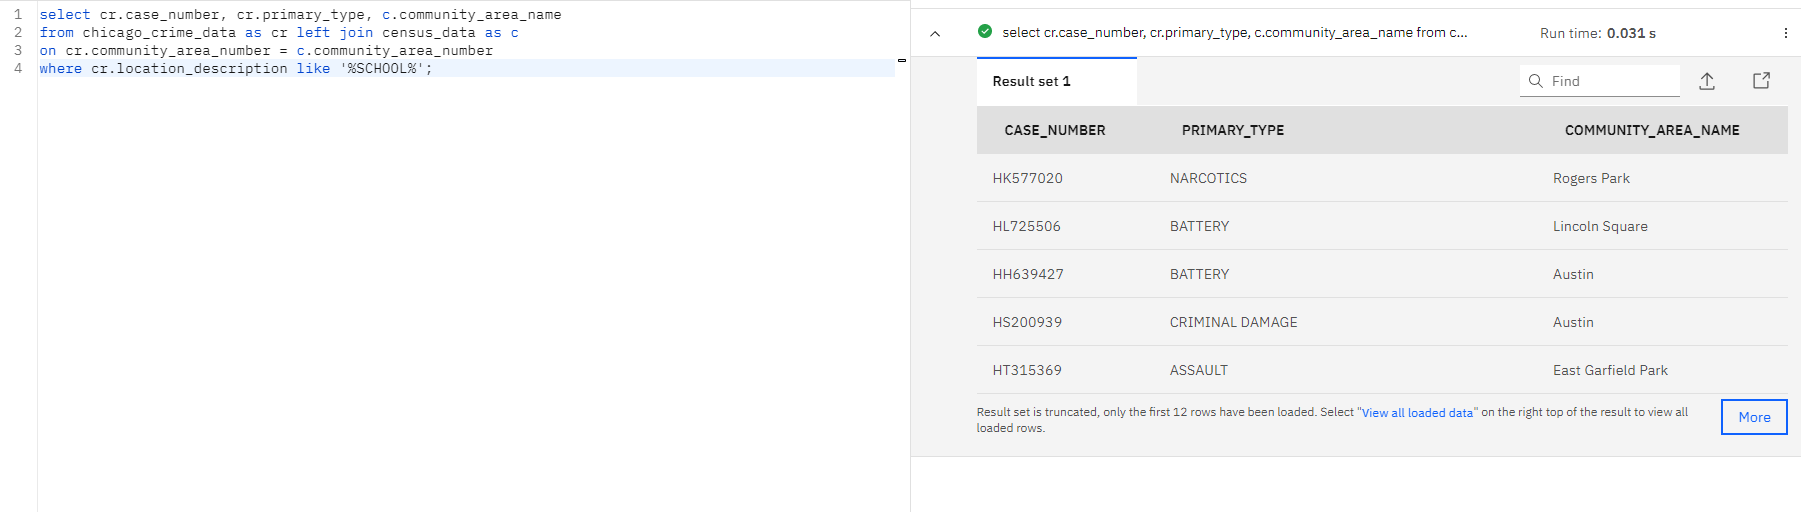 1 select cr.case_number, cr.primary_type, c.community_area_name
2 from chicago_crime_data as cr left join census_data as c
3 on cr.community_area_number = c.community_area_number
4 where cr.location_description like '%SCHOOL%';
select cr.case_number, cr.primary_type, c.community_area_name from c... Run time: 0.031 s
Result set 1 Find
CASE_NUMBER PRIMARY_TYPE COMMUNITY_AREA_NAME
HK577020 NARCOTICS Rogers Park
HL725506 BATTERY Lincoln Square
HH639427 BATTERY Austin
HS200939 CRIMINAL DAMAGE Austin
HT315369 ASSAULT East Garfield Park
Result set is truncated, only the first 12 rows have been loaded. Select "View all loaded data" on the right top of the result to view all
loaded rows.
More